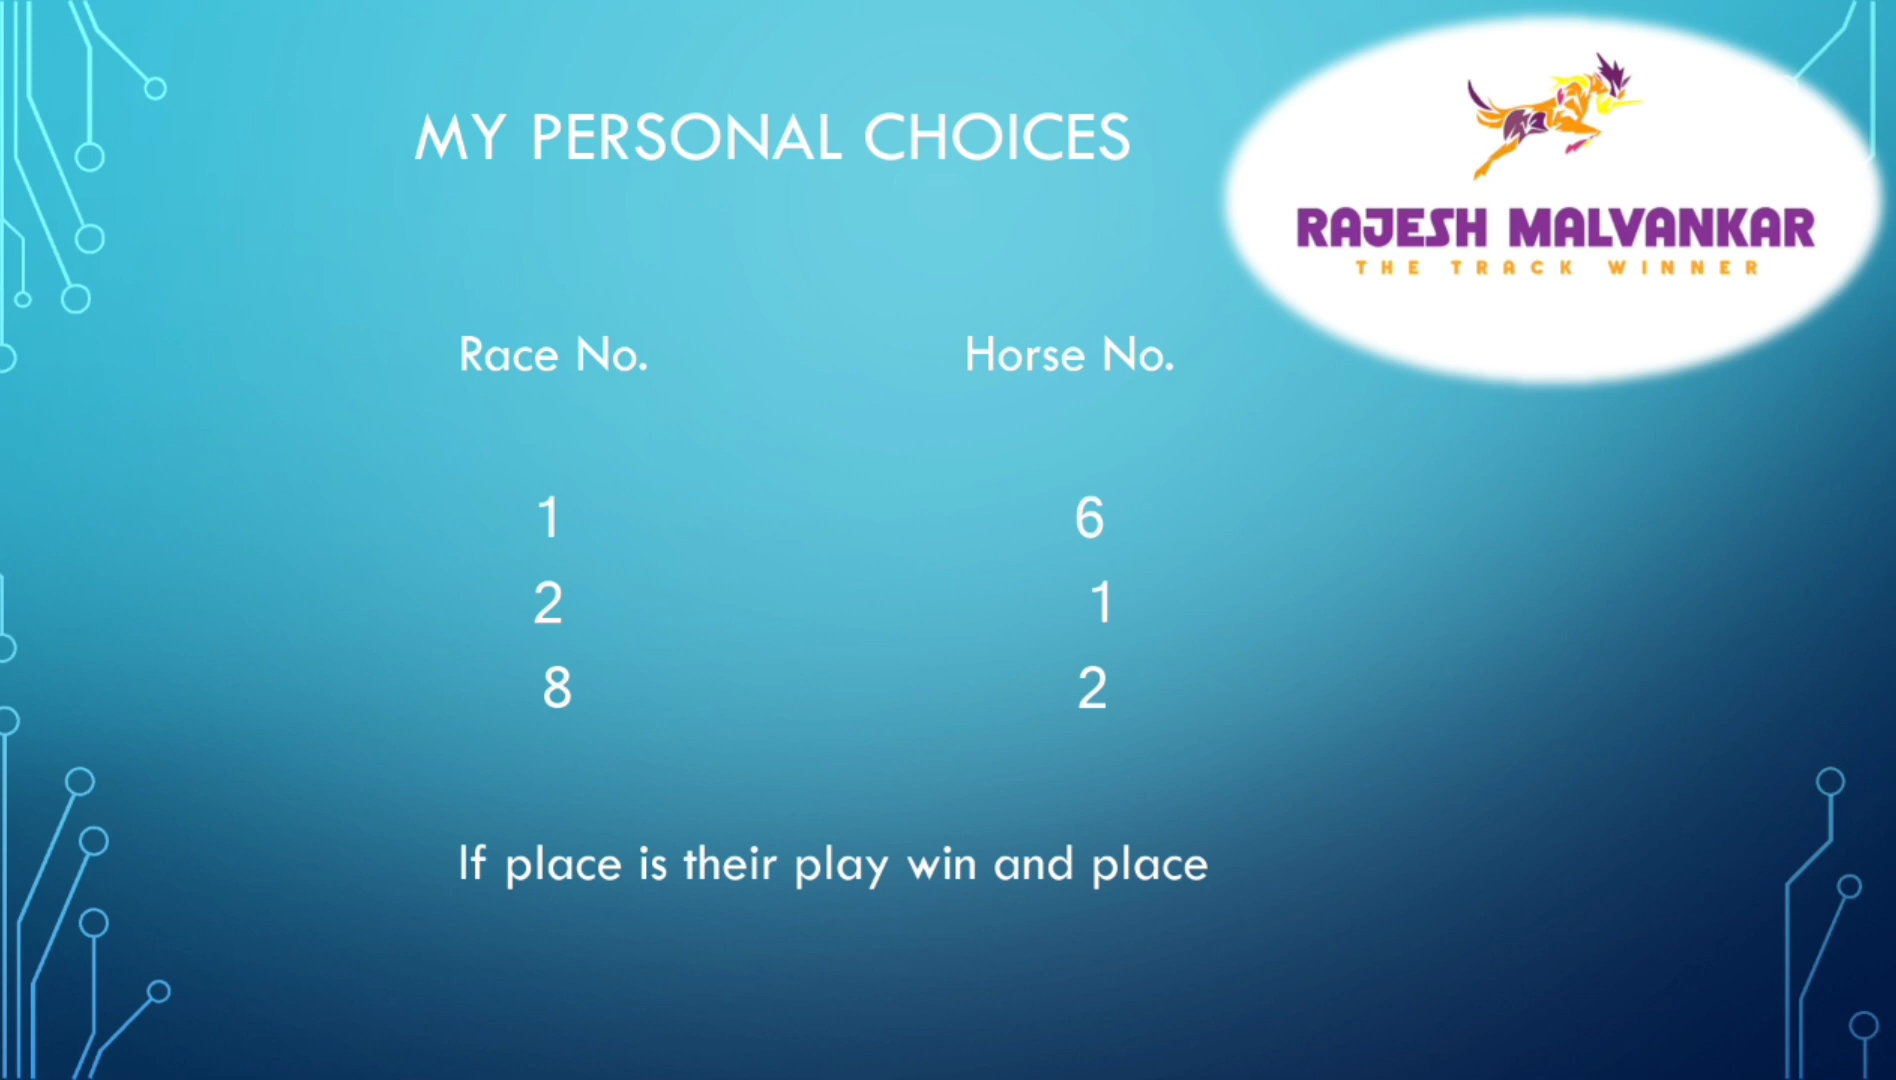 MY PERSONAL CHOICES
RAJESH MALVANKAR
THE TRACK WINNER
Race No. Horse No.
1 6
2 1
8 2
If place is their play win and place